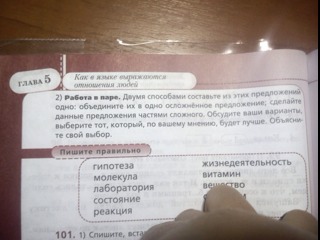 ГЛАВА 5
Как в языке выражаются
отношения людей
2) Работа в паре. Двумя способами составьте из этих предложений
одно: объедините их в одно осложнённое предложение; сделайте
данные предложения частями сложного. Обсудите ваши варианты,
выберите тот, который, по вашему мнению, будет лучше. Объясни-
те свой выбор.
Пишите правильно
гипотеза жизнедеятельность
молекула витамин
лаборатория вещество
состояние
реакция
101. 1) Спишите, встав